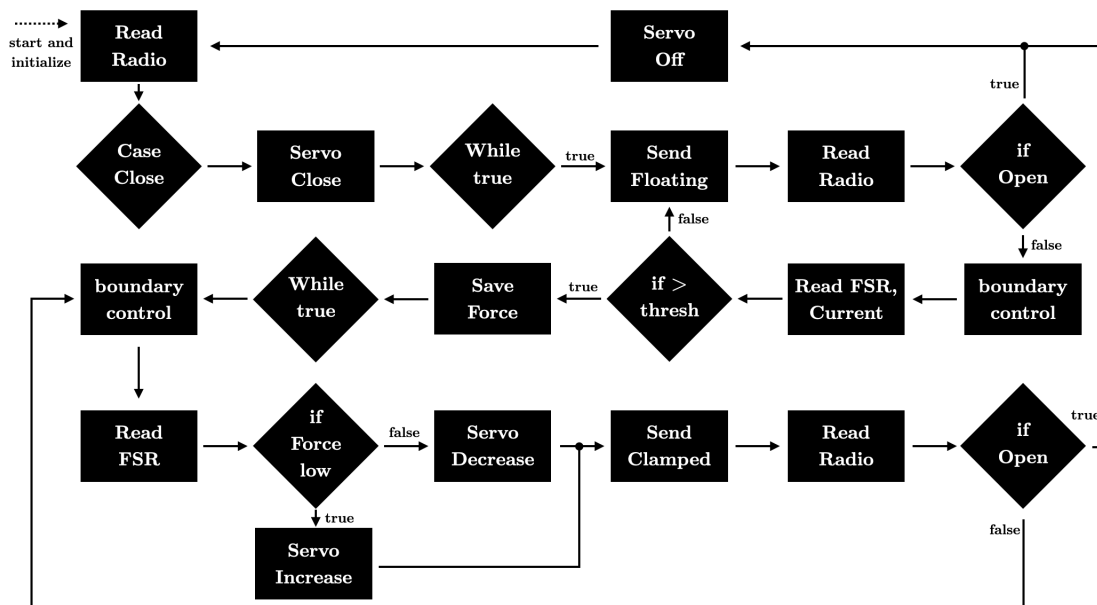 Read
Radio
Servo
Off
start and
initialize
true
Case
Close
Servo
Close
While
true
true
Send
Floating
Read
Radio
if
Open
false
false
boundary
control
While
true
Save
Force
true
if >
thresh
Read FSR,
Current
boundary
control
Read
FSR
if
Force
low
false
Servo
Decrease
Send
Clamped
Read
Radio
if
Open
true
true
false
Servo
Increase